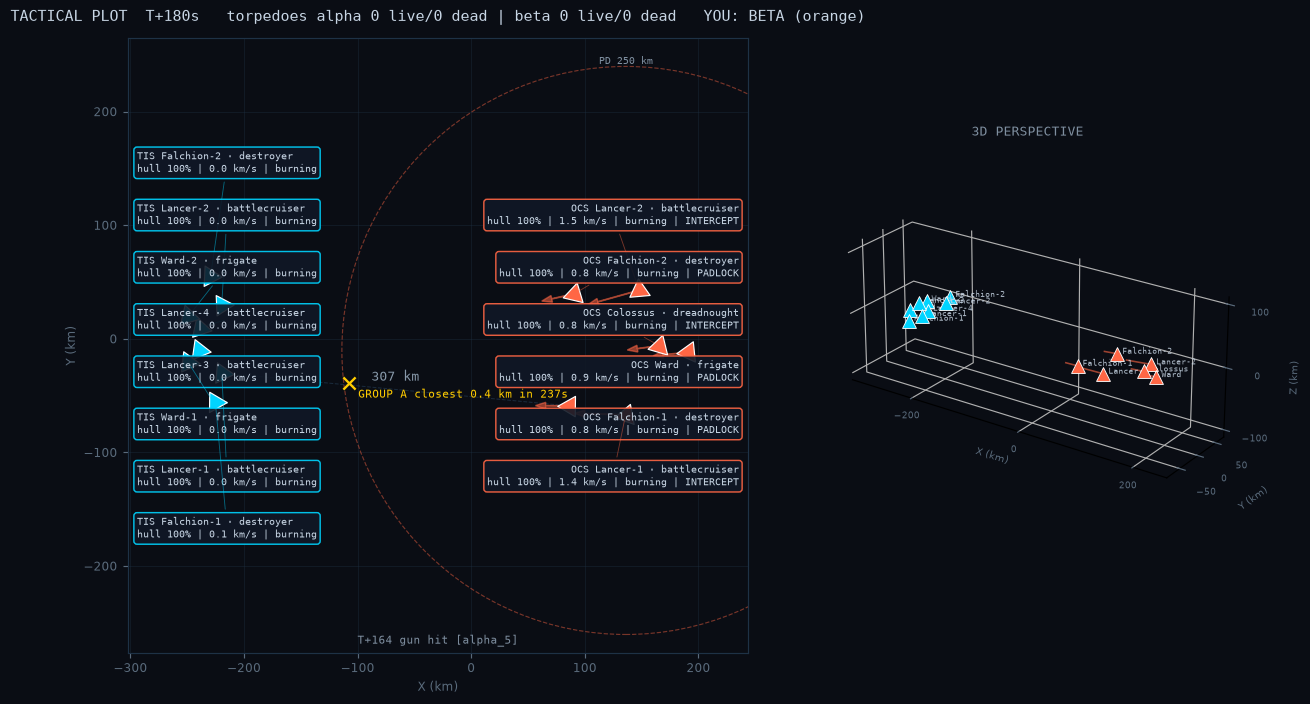 TACTICAL PLOT  T+180s   torpedoes alpha 0 live/0 dead | beta 0 live/0 dead   YOU: BETA (orange)
PD 250 km
TIS Falchion-2 · destroyer
hull 100% | 0.0 km/s | burning
TIS Lancer-2 · battlecruiser
hull 100% | 0.0 km/s | burning
TIS Ward-2 · frigate
hull 100% | 0.0 km/s | burning
TIS Lancer-4 · battlecruiser
hull 100% | 0.0 km/s | burning
TIS Lancer-3 · battlecruiser
hull 100% | 0.0 km/s | burning
TIS Ward-1 · frigate
hull 100% | 0.0 km/s | burning
TIS Lancer-1 · battlecruiser
hull 100% | 0.0 km/s | burning
TIS Falchion-1 · destroyer
hull 100% | 0.1 km/s | burning
OCS Lancer-2 · battlecruiser
hull 100% | 1.5 km/s | burning | INTERCEPT
OCS Falchion-2 · destroyer
hull 100% | 0.8 km/s | burning | PADLOCK
OCS Colossus · dreadnought
hull 100% | 0.8 km/s | burning | INTERCEPT
OCS Ward · frigate
hull 100% | 0.9 km/s | burning | PADLOCK
OCS Falchion-1 · destroyer
hull 100% | 0.8 km/s | burning | PADLOCK
OCS Lancer-1 · battlecruiser
hull 100% | 1.4 km/s | burning | INTERCEPT
307 km
GROUP A closest 0.4 km in 237s
T+164 gun hit [alpha_5]
200
100
0
−100
−200
Y (km)
−300
−200
−100
0
100
200
X (km)
3D PERSPECTIVE
Falchion-2
Falchion-2
Falchion-1
Ward
−200
0
200
X (km)
−50
0
50
Y (km)
100
0
−100
Z (km)